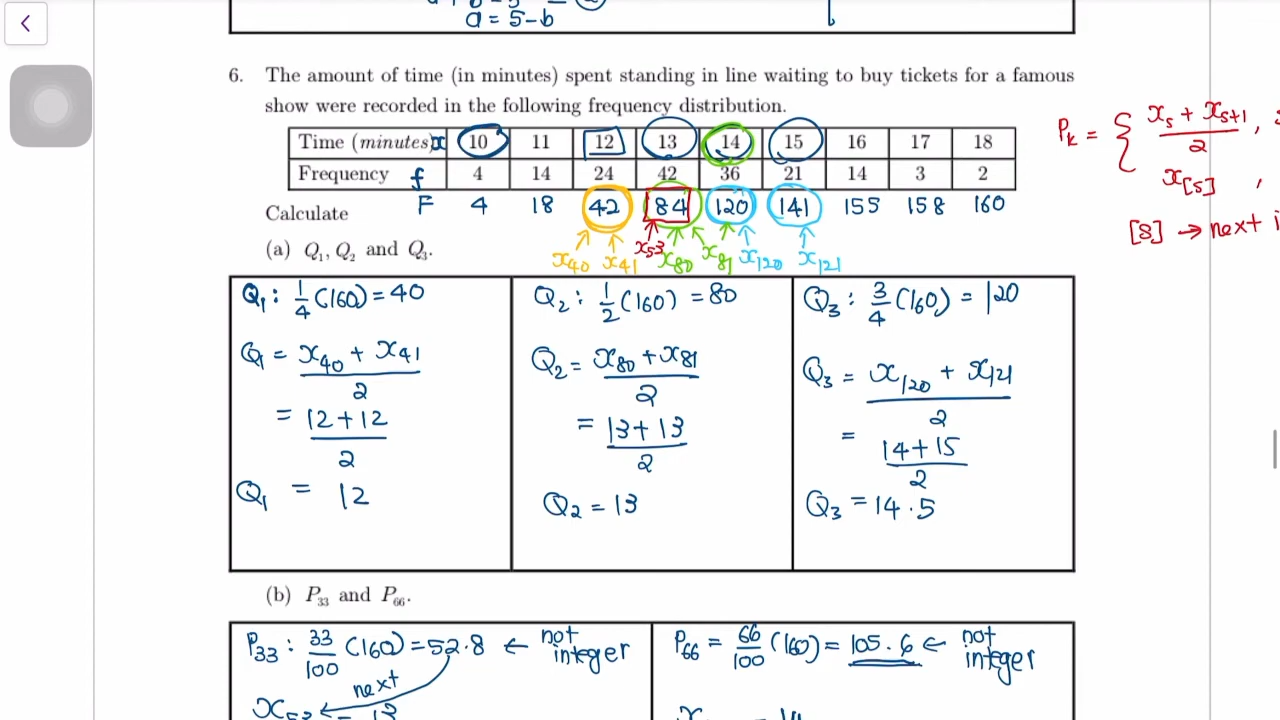 a = 5-b
6. The amount of time (in minutes) spent standing in line waiting to buy tickets for a famous
show were recorded in the following frequency distribution.
Time (minutes) x 10 11 12 13 14 15 16 17 18
Frequency f 4 14 24 42 36 21 14 3 2
F 4 18 42 84 120 141 155 158 160
Calculate
x40 x41 x53 x80 x81 x120 x121
(a) Q1, Q2 and Q3.
Pk = { xs + xs+1 / 2 ,
x[s] ,
[S] → next
Q1 : 1/4 (160) = 40
Q1 = x40 + x41 / 2
= 12+12 / 2
Q1 = 12
Q2 : 1/2 (160) = 80
Q2 = x80 + x81 / 2
= 13+13 / 2
Q2 = 13
Q3 : 3/4 (160) = 120
Q3 = x120 + x121 / 2
= 14+15 / 2
Q3 = 14.5
(b) P33 and P66.
P33 : 33/100 (160) = 52.8 ← not integer
next
x53 = 13
P66 = 66/100 (160) = 105.6 ← not integer